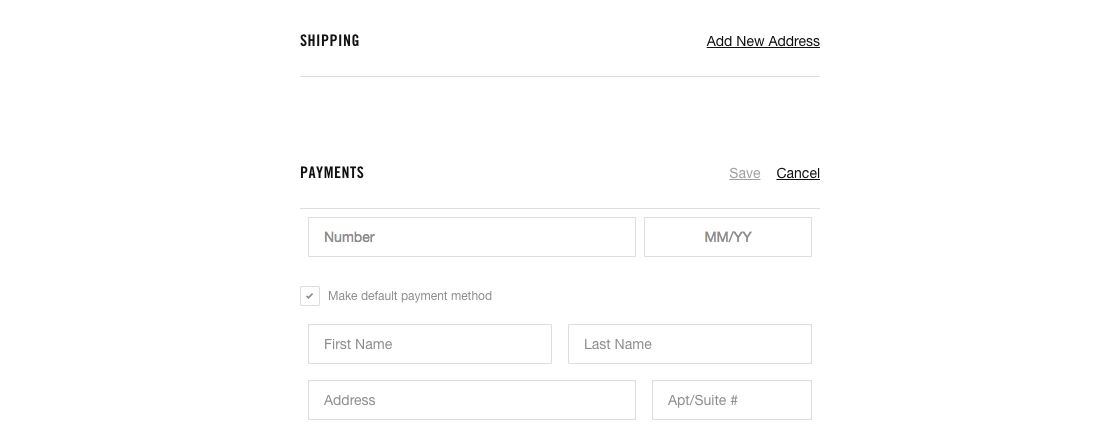 SHIPPING Add New Address
PAYMENTS Save Cancel
Number MM/YY
Make default payment method
First Name Last Name
Address Apt/Suite #